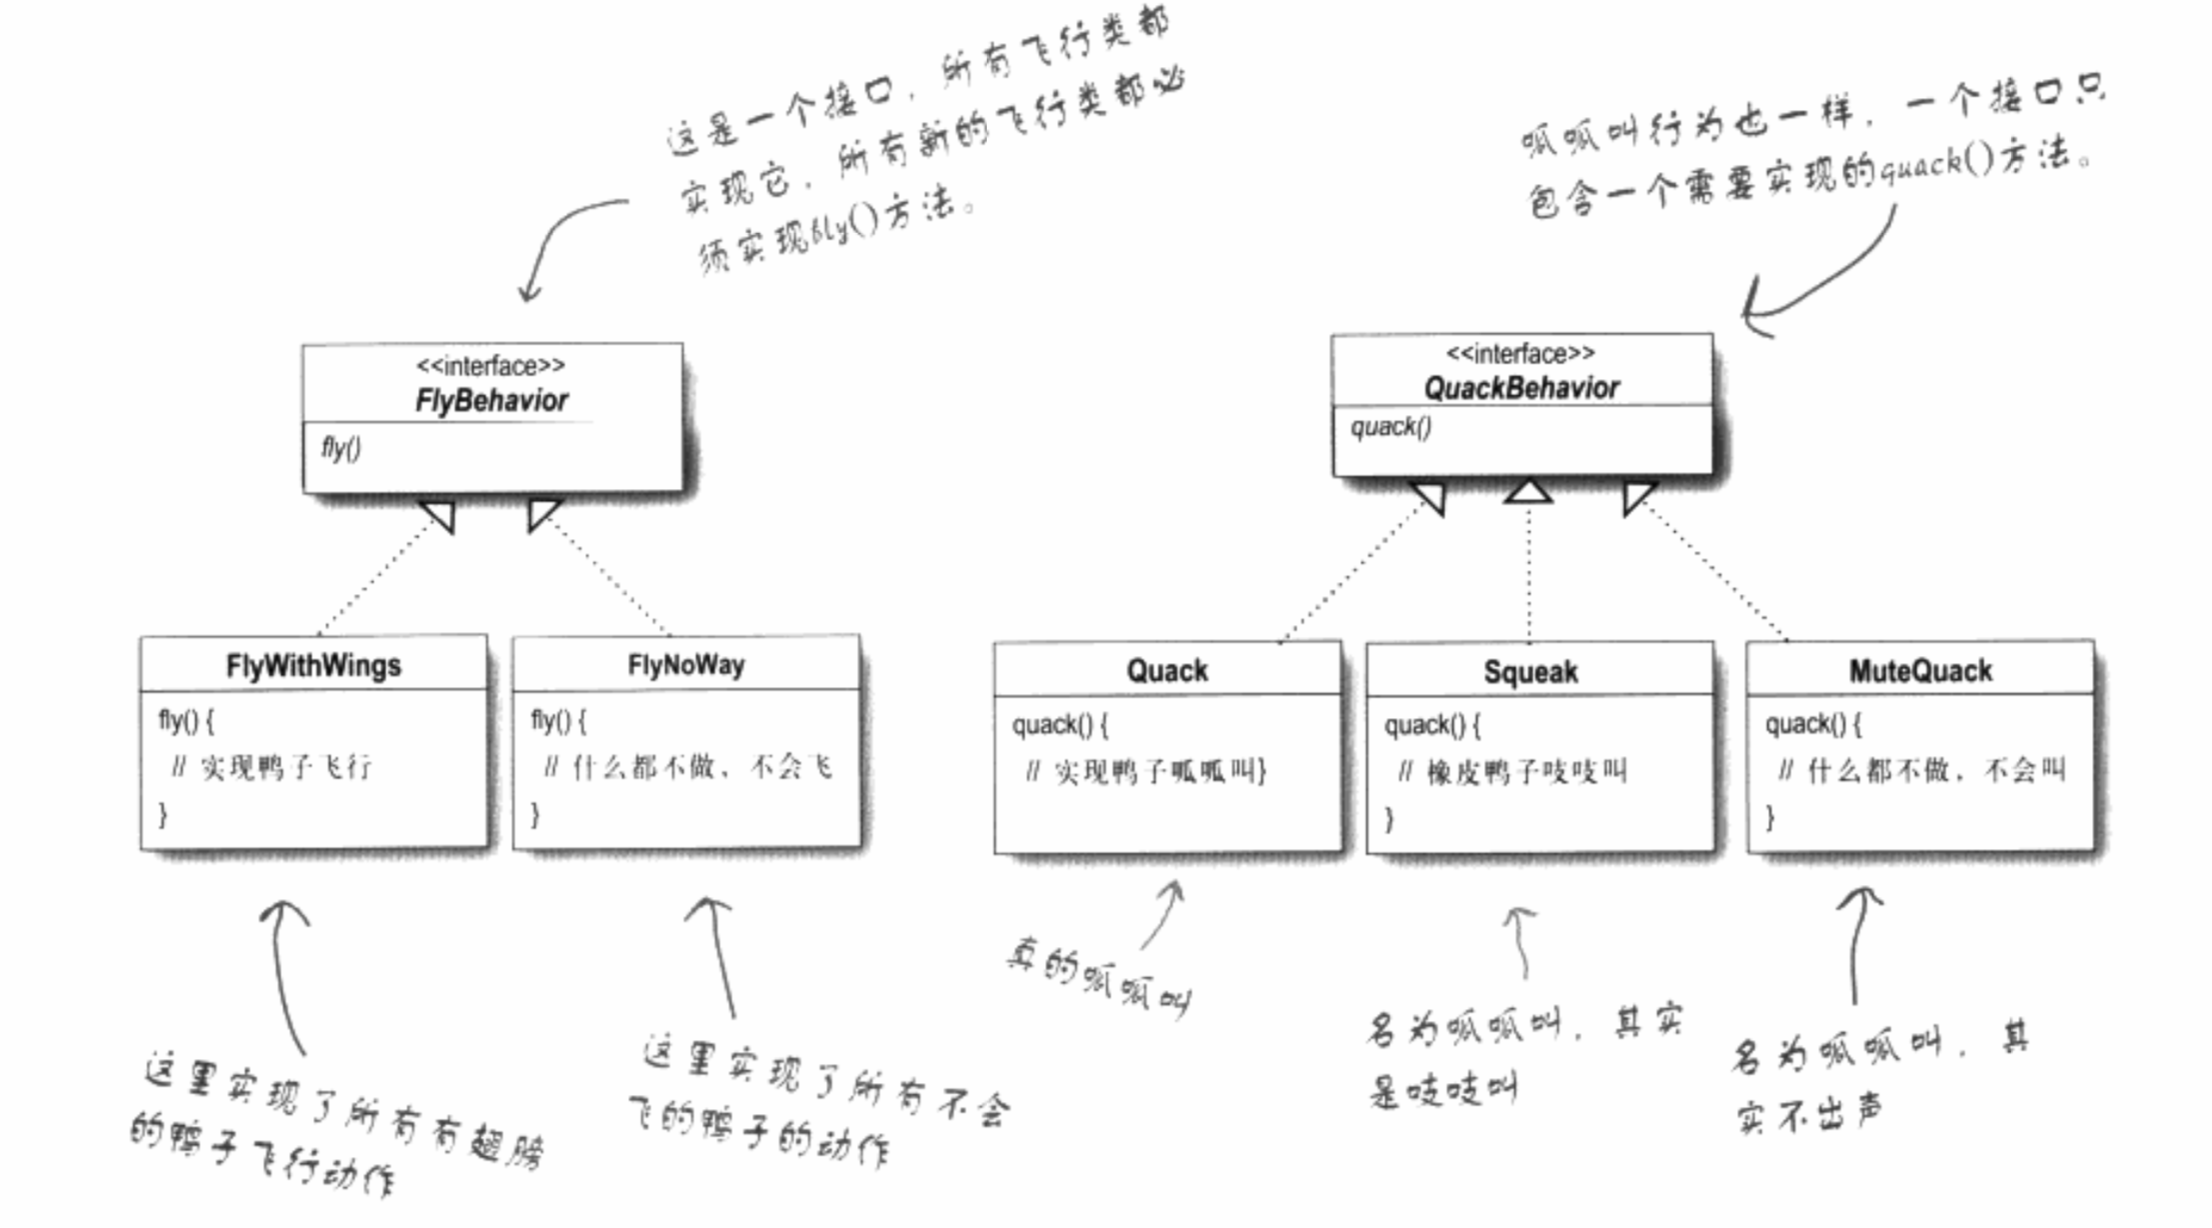 这是一个接口，所有飞行类都
实现它，所有新的飞行类都必
须实现fly()方法。
呱呱叫行为也一样，一个接口只
包含一个需要实现的quack()方法。
<<interface>>
FlyBehavior
fly()
<<interface>>
QuackBehavior
quack()
FlyWithWings
fly() {
// 实现鸭子飞行
}
FlyNoWay
fly() {
// 什么都不做，不会飞
}
Quack
quack() {
// 实现鸭子呱呱叫}
Squeak
quack() {
// 橡皮鸭子吱吱叫
}
MuteQuack
quack() {
// 什么都不做，不会叫
}
这里实现了所有有翅膀
的鸭子飞行动作
这里实现了所有不会
飞的鸭子的动作
真的呱呱叫
名为呱呱叫，其实
是吱吱叫
名为呱呱叫，其
实不出声